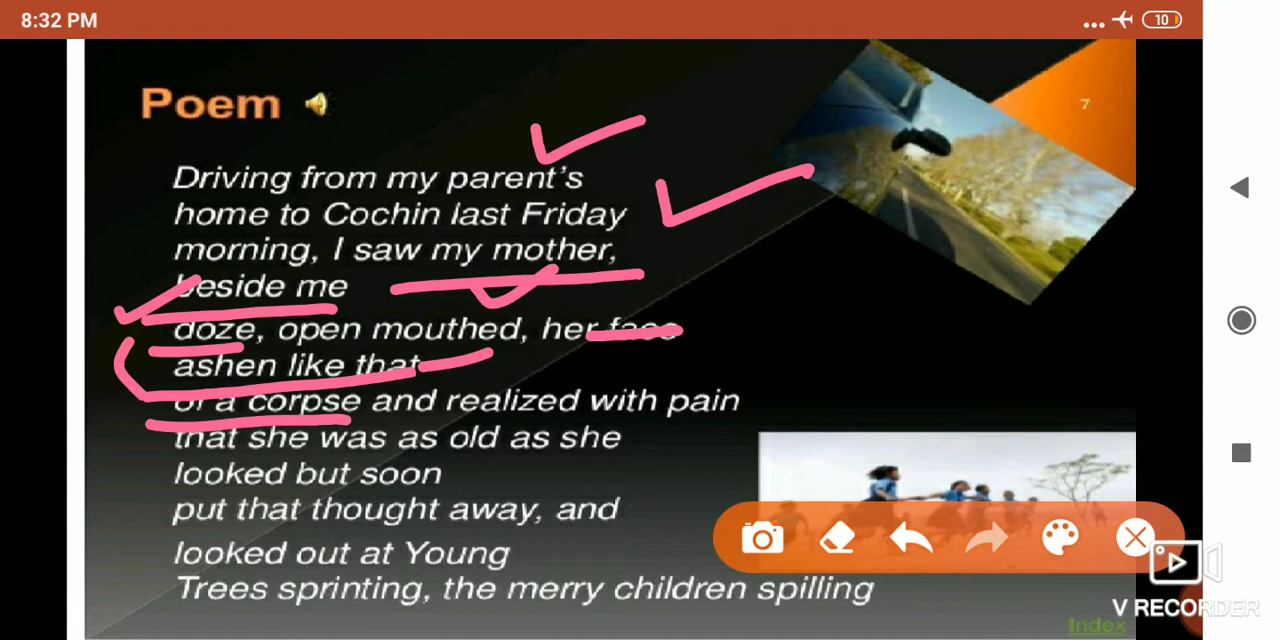 8:32 PM
10
Poem
7
Driving from my parent's
home to Cochin last Friday
morning, I saw my mother,
beside me
doze, open mouthed, her face
ashen like that
of a corpse and realized with pain
that she was as old as she
looked but soon
put that thought away, and
looked out at Young
Trees sprinting, the merry children spilling
V RECORDER
Index